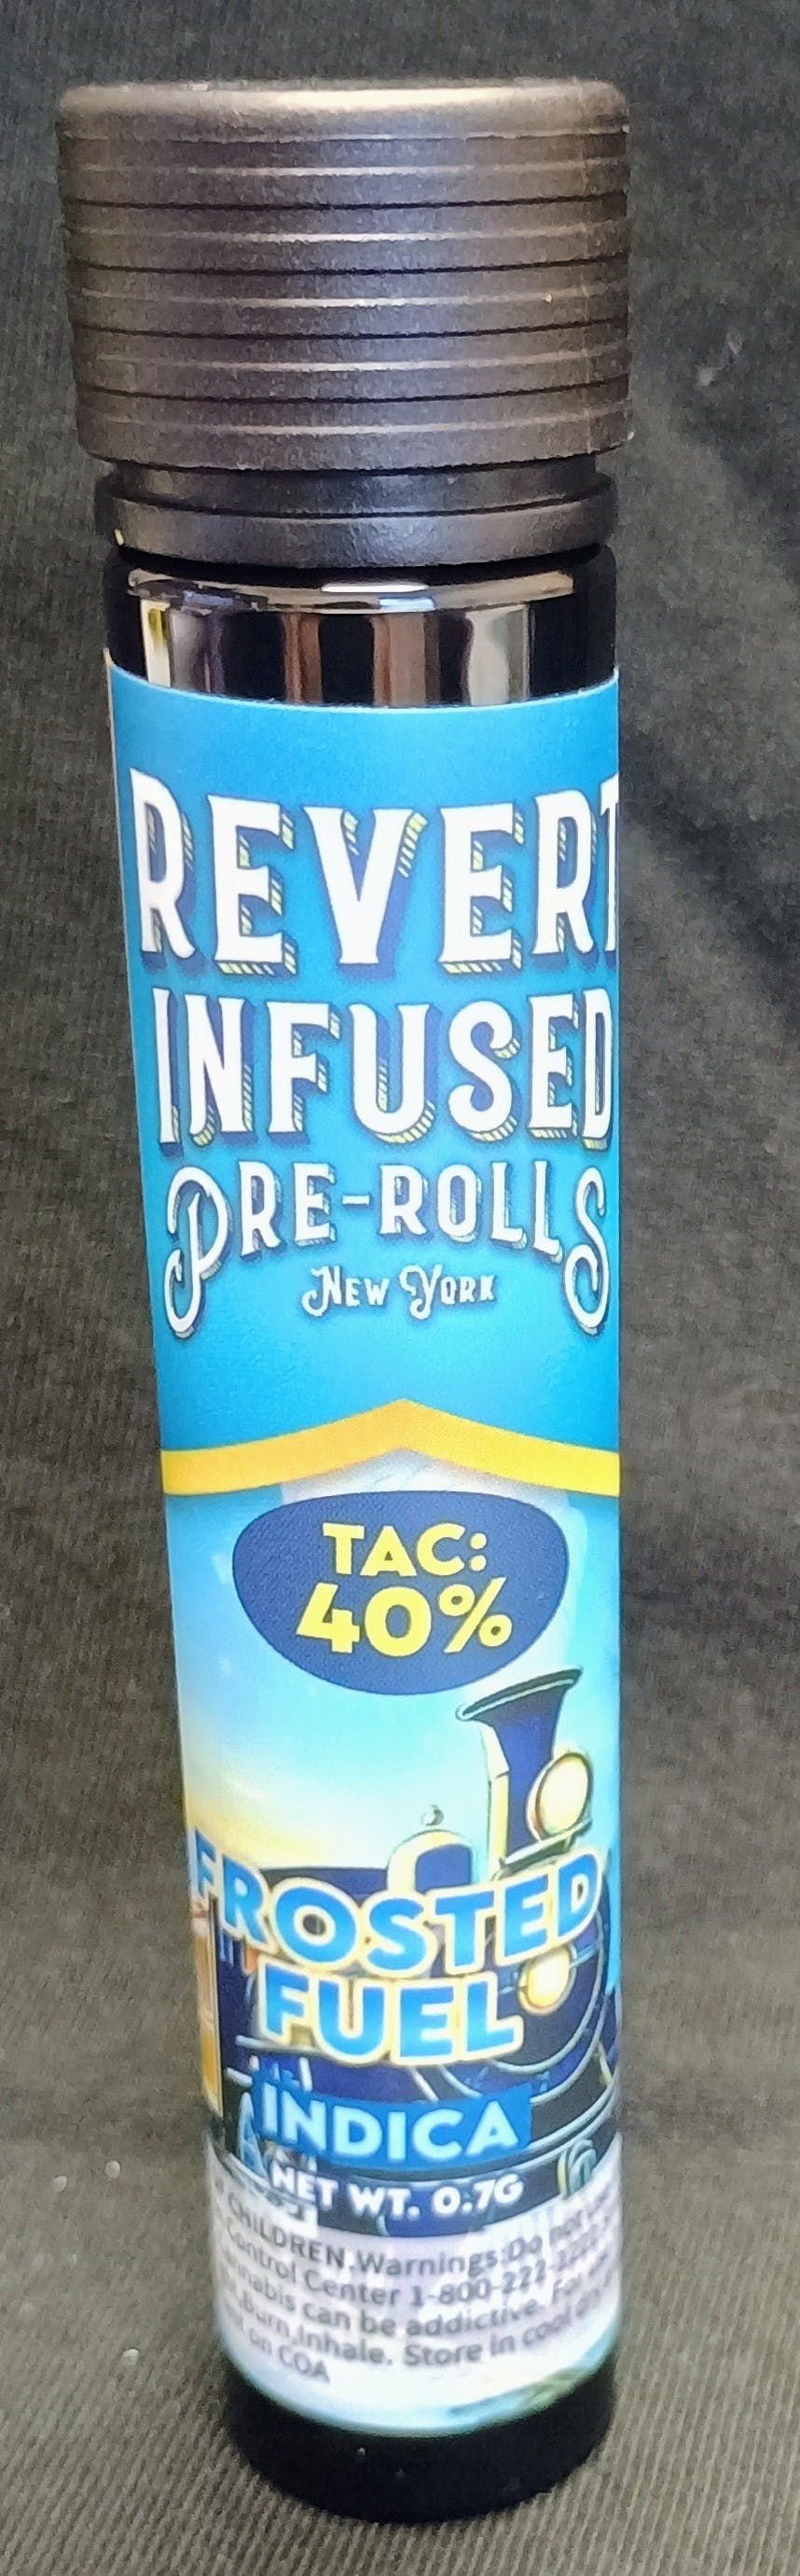 REVERT
INFUSED
PRE-ROLLS
NEW YORK
TAC:
40%
FROSTED
FUEL
INDICA
NET WT. 0.7G
CHILDREN.Warnings:Do not
Control Center 1-800-222-1222.
can be addictive. For
Burn,Inhale. Store in cool
on COA